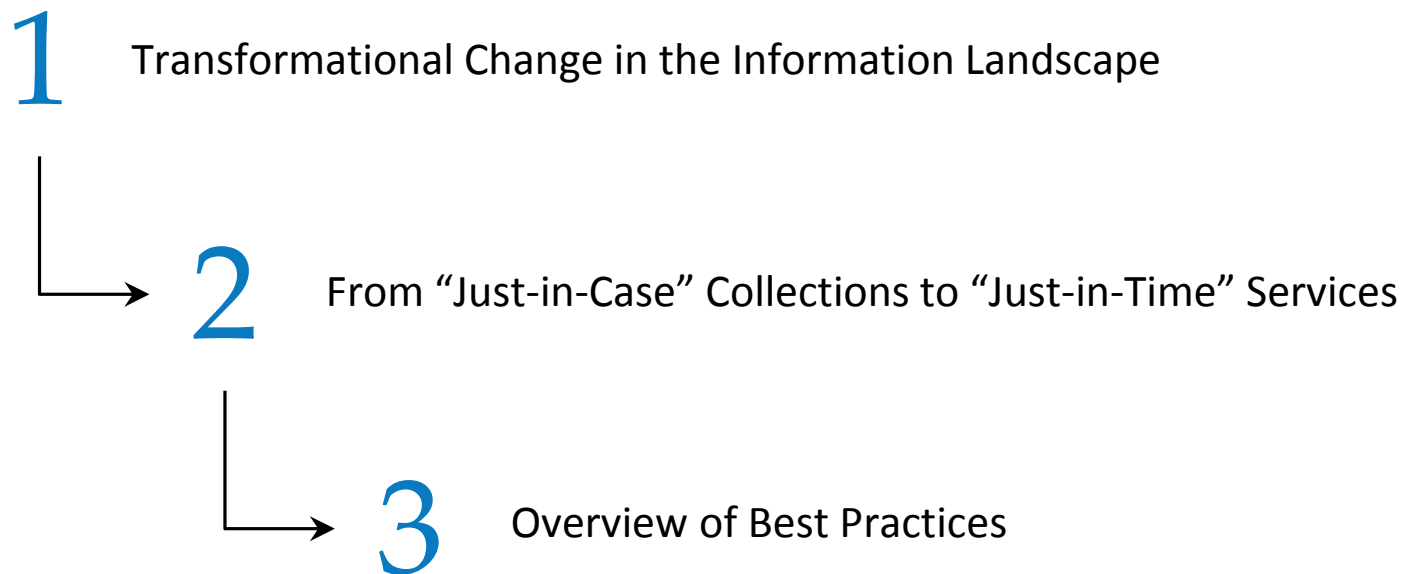 1 Transformational Change in the Information Landscape
2 From “Just-in-Case” Collections to “Just-in-Time” Services
3 Overview of Best Practices